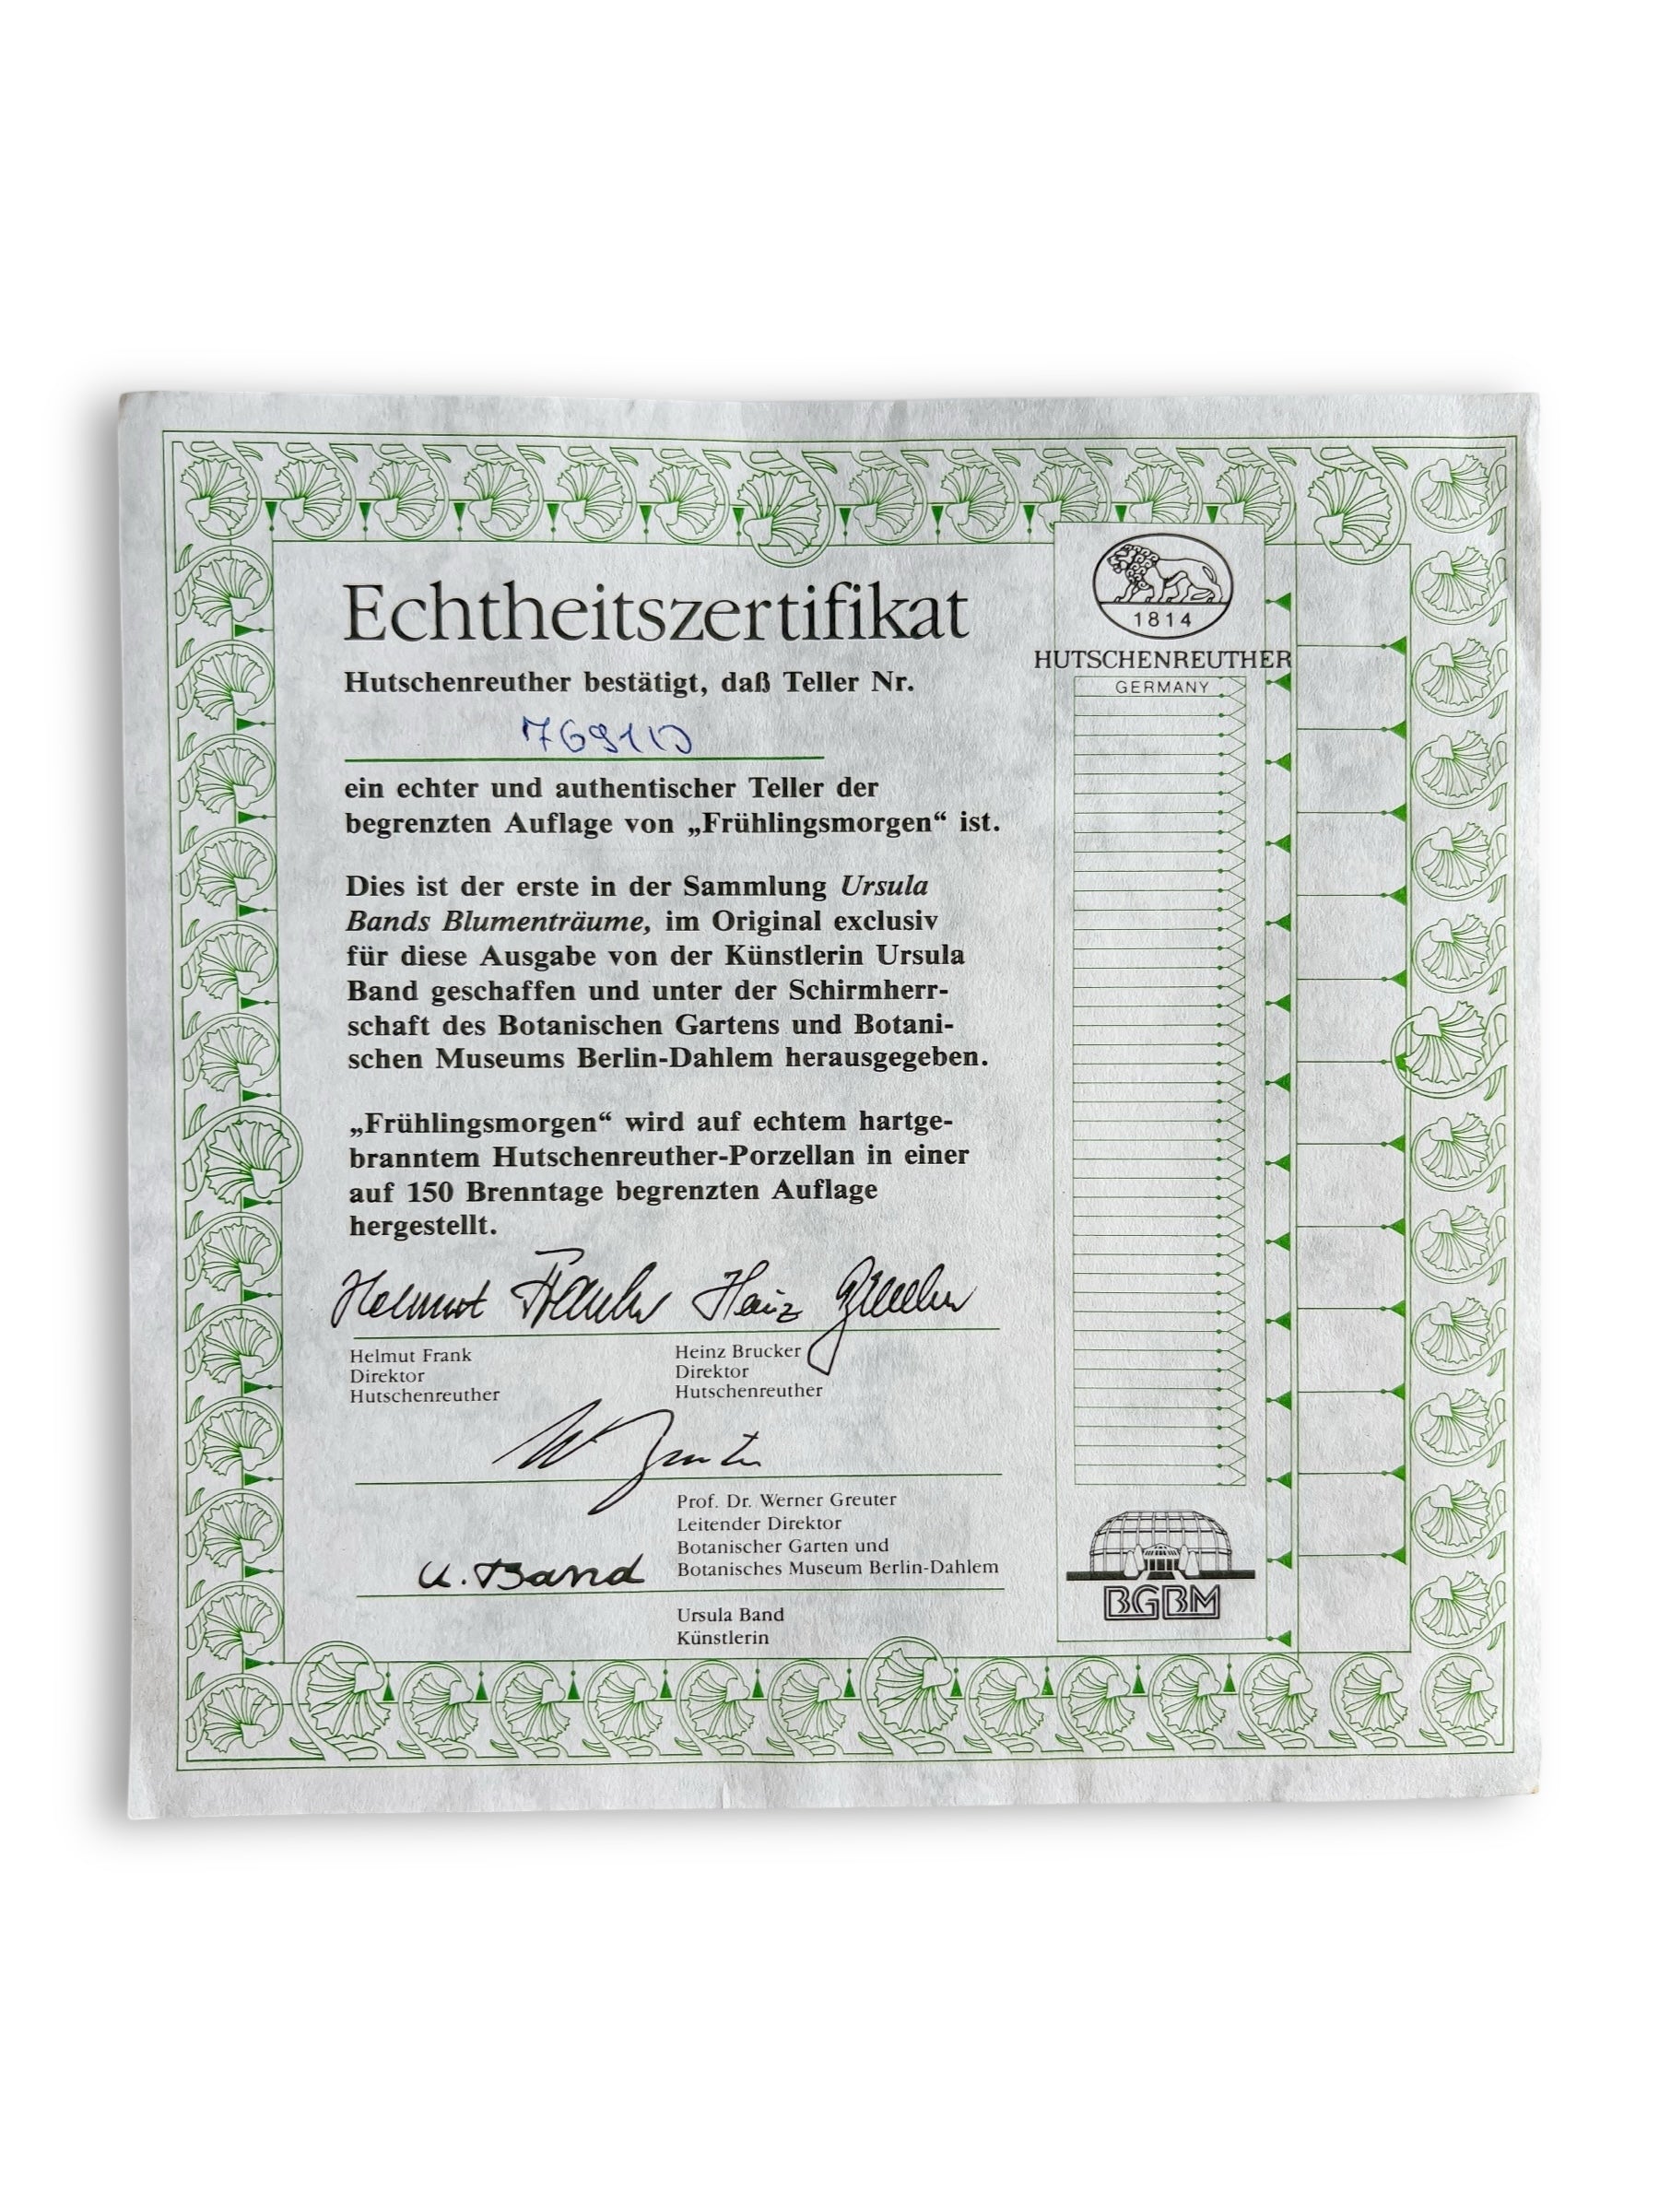 Echtheitszertifikat
Hutschenreuther bestätigt, daß Teller Nr.
ein echter und authentischer Teller der
begrenzten Auflage von „Frühlingsmorgen“ ist.
Dies ist der erste in der Sammlung Ursula
Bands Blumenträume, im Original exclusiv
für diese Ausgabe von der Künstlerin Ursula
Band geschaffen und unter der Schirmherr-
schaft des Botanischen Gartens und Botani-
schen Museums Berlin-Dahlem herausgegeben.
„Frühlingsmorgen“ wird auf echtem hartge-
branntem Hutschenreuther-Porzellan in einer
auf 150 Brenntage begrenzten Auflage
hergestellt.
Helmut Frank
Direktor
Hutschenreuther
Heinz Brucker
Direktor
Hutschenreuther
Prof. Dr. Werner Greuter
Leitender Direktor
Botanischer Garten und
Botanisches Museum Berlin-Dahlem
U. Band
Ursula Band
Künstlerin
1814
HUTSCHENREUTHER
GERMANY
BGBM